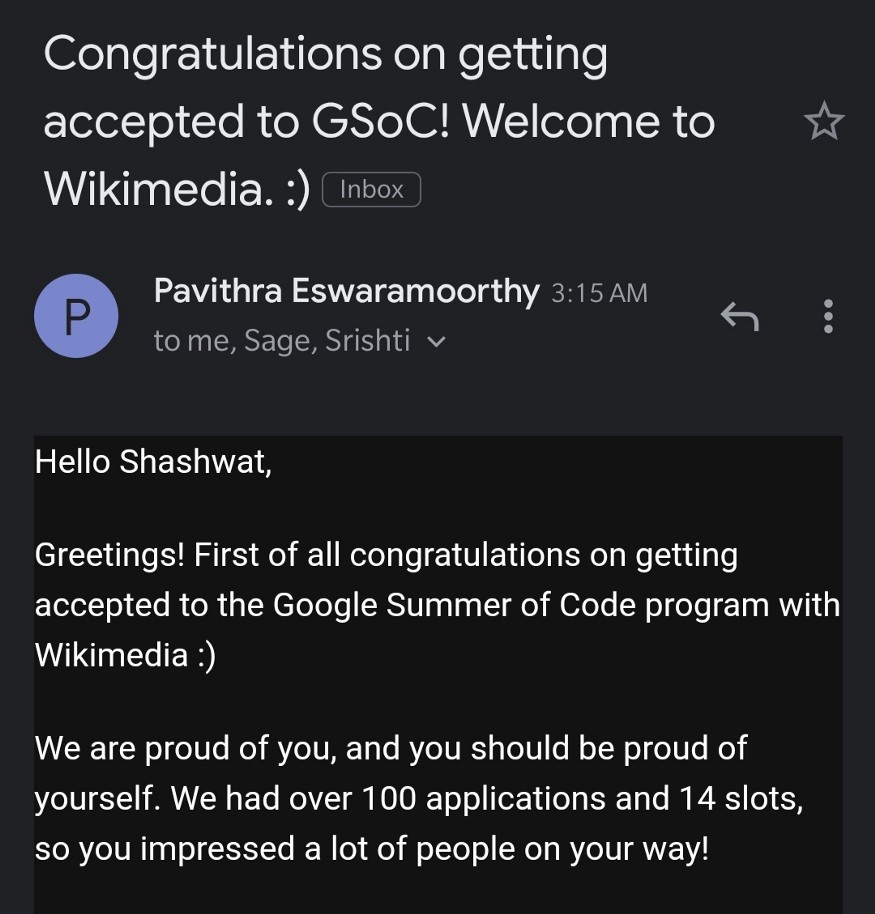 Congratulations on getting
accepted to GSoC! Welcome to
Wikimedia. :) Inbox
P
Pavithra Eswaramoorthy 3:15 AM
to me, Sage, Srishti
Hello Shashwat,
Greetings! First of all congratulations on getting
accepted to the Google Summer of Code program with
Wikimedia :)
We are proud of you, and you should be proud of
yourself. We had over 100 applications and 14 slots,
so you impressed a lot of people on your way!